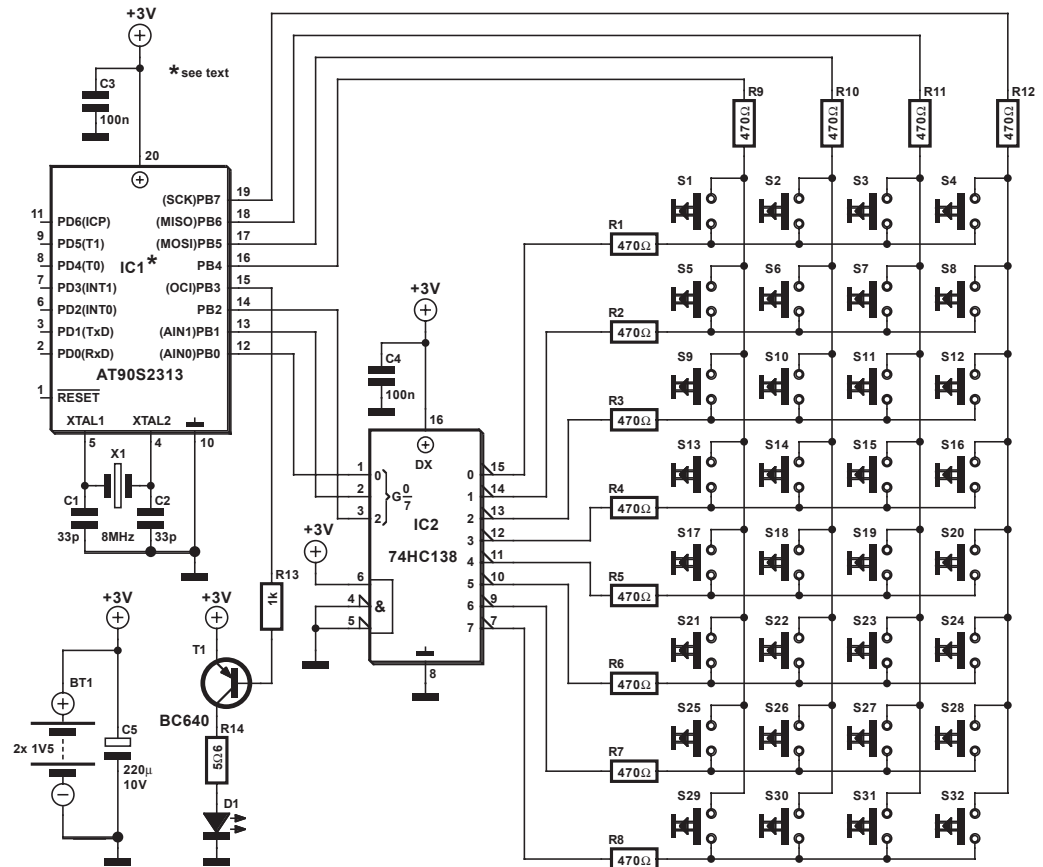 +3V
* see text
C3
100n
20
(SCK)PB7 19
11 PD6(ICP) (MISO)PB6 18
9 PD5(T1) (MOSI)PB5 17
8 PD4(T0) IC1* PB4 16
7 PD3(INT1) (OCI)PB3 15
6 PD2(INT0) PB2 14
3 PD1(TxD) (AIN1)PB1 13
2 PD0(RxD) (AIN0)PB0 12
AT90S2313
1 RESET
XTAL1 XTAL2
5 4 10
X1
C1 C2
33p 8MHz 33p
+3V
C4
100n
16
DX
1 0 0 15
2 G 0/7 1 14
3 2 2 13
IC2 3 12
74HC138 4 11
+3V
6 5 10
4 & 6 9
5 7 7
8
R13
1k
+3V
BT1
2x 1V5
C5
220µ
10V
+3V
T1
BC640
R14
5Ω6
D1
R9 R10 R11 R12
470Ω 470Ω 470Ω 470Ω
S1 S2 S3 S4
R1
470Ω
S5 S6 S7 S8
R2
470Ω
S9 S10 S11 S12
R3
470Ω
S13 S14 S15 S16
R4
470Ω
S17 S18 S19 S20
R5
470Ω
S21 S22 S23 S24
R6
470Ω
S25 S26 S27 S28
R7
470Ω
S29 S30 S31 S32
R8
470Ω